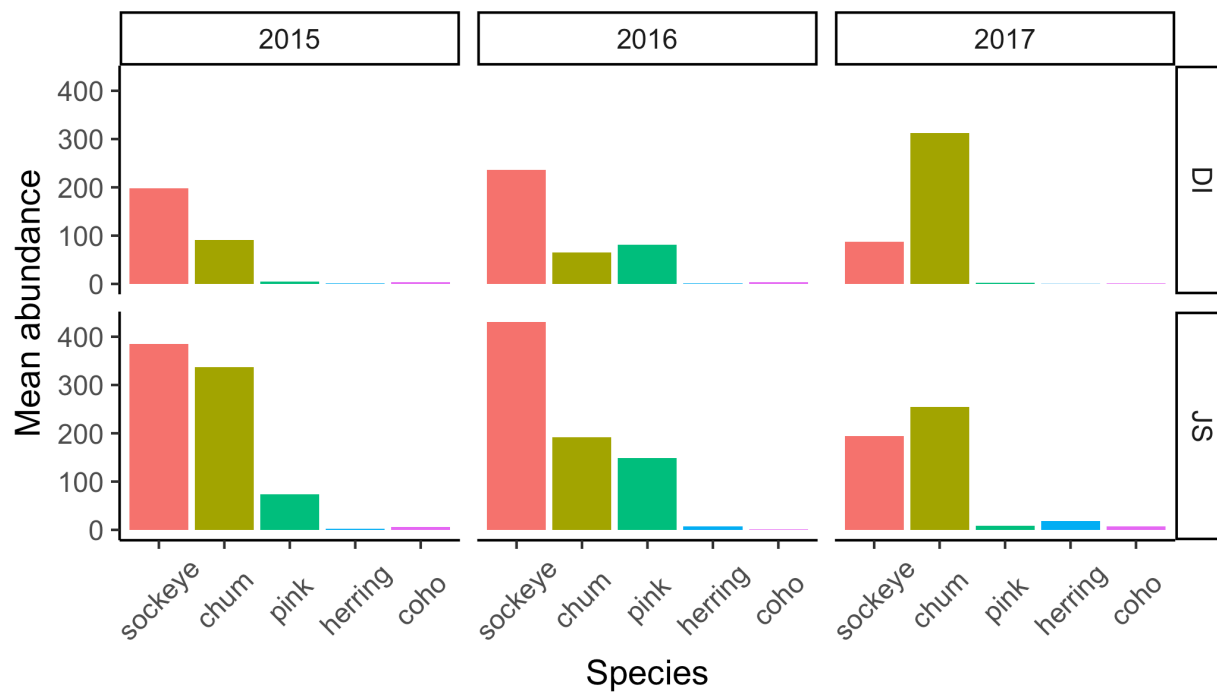 2015 2016 2017
Mean abundance
400
300
200
100
0
DI
400
300
200
100
0
JS
sockeye chum pink herring coho sockeye chum pink herring coho sockeye chum pink herring coho
Species